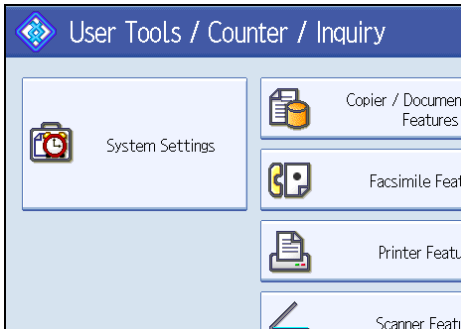 User Tools / Counter / Inquiry
System Settings
Copier / Documen
Features
Facsimile Feat
Printer Featu
Scanner Featu